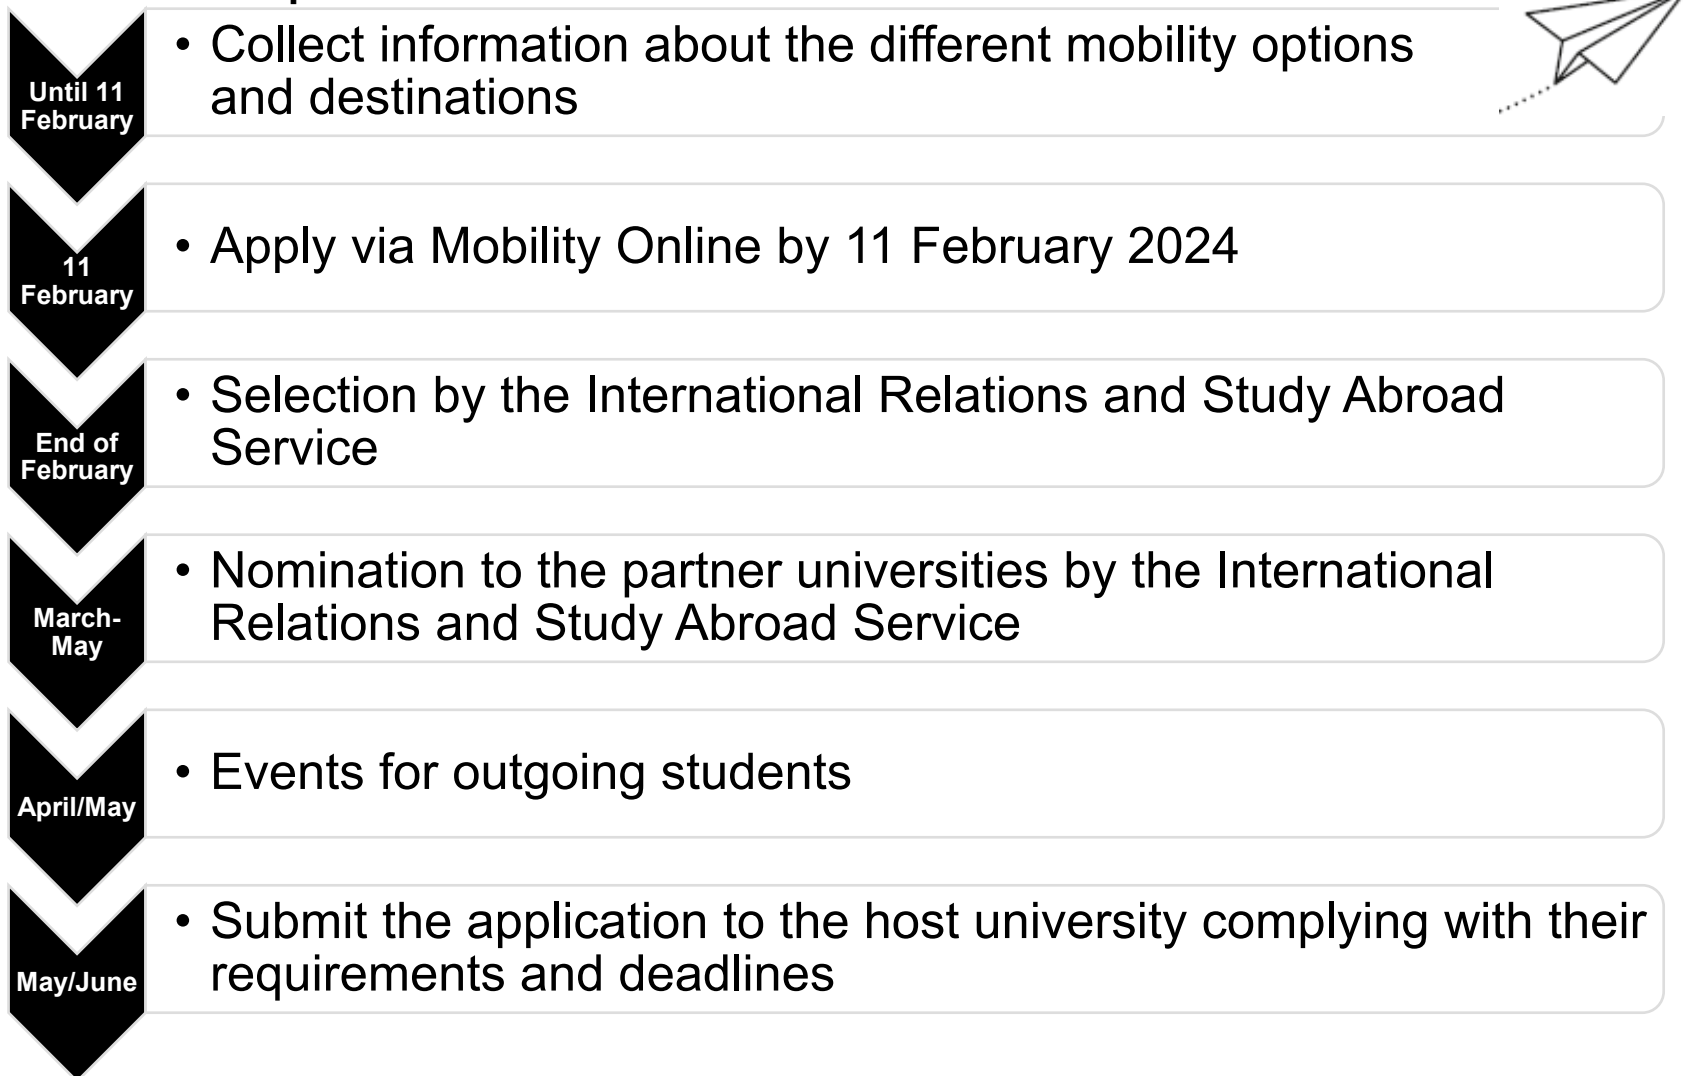 Until 11
February
• Collect information about the different mobility options
and destinations
11
February
• Apply via Mobility Online by 11 February 2024
End of
February
• Selection by the International Relations and Study Abroad
Service
March-
May
• Nomination to the partner universities by the International
Relations and Study Abroad Service
April/May
• Events for outgoing students
May/June
• Submit the application to the host university complying with their
requirements and deadlines